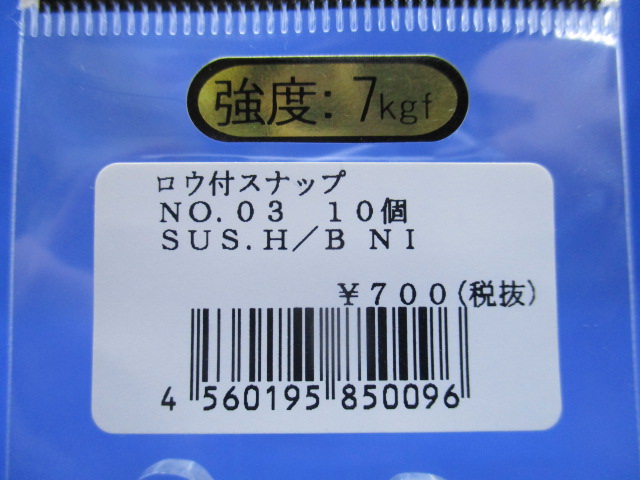 強度：7kgf
ロウ付スナップ
NO.03　10個
SUS.H／B NI
￥700(税抜)
4 560195 850096